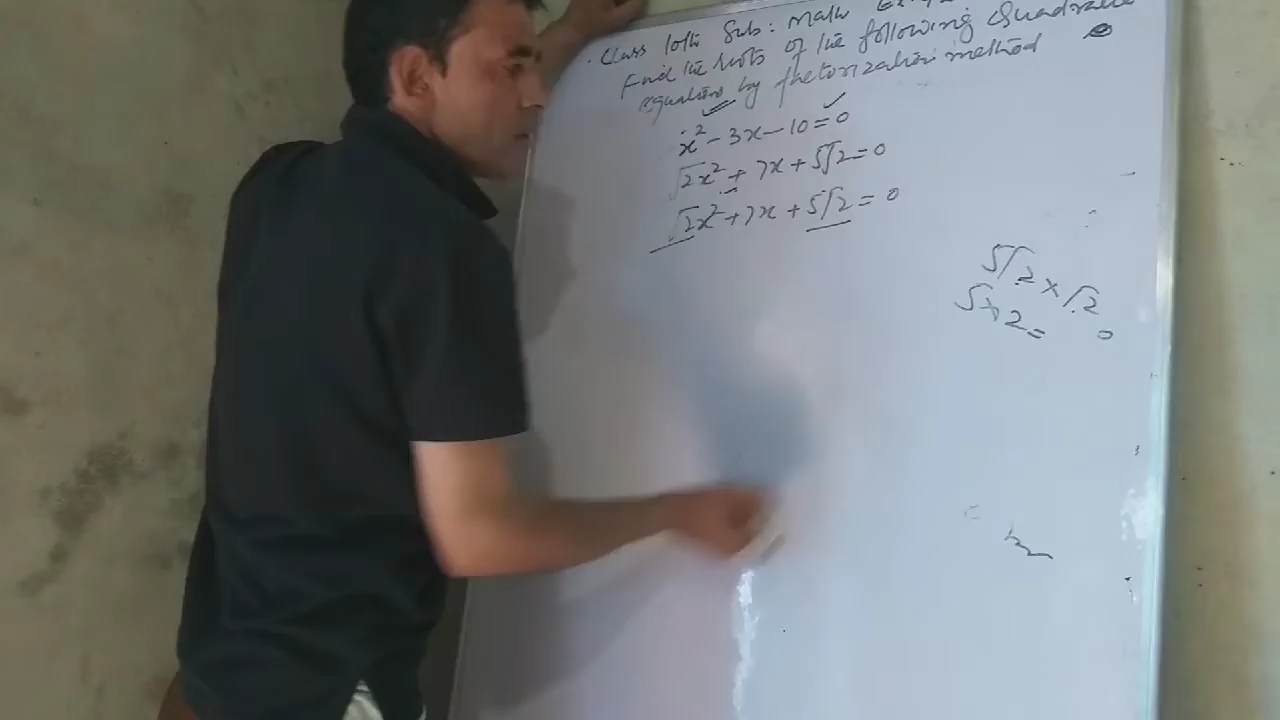 Class 10th Sub: Math
Find the roots of the following Quadratic
equations by factorization method
x² - 3x - 10 = 0
√2x² + 7x + 5√2 = 0
√2x² + 7x + 5√2 = 0
5√2 × √2
5×2 = 0